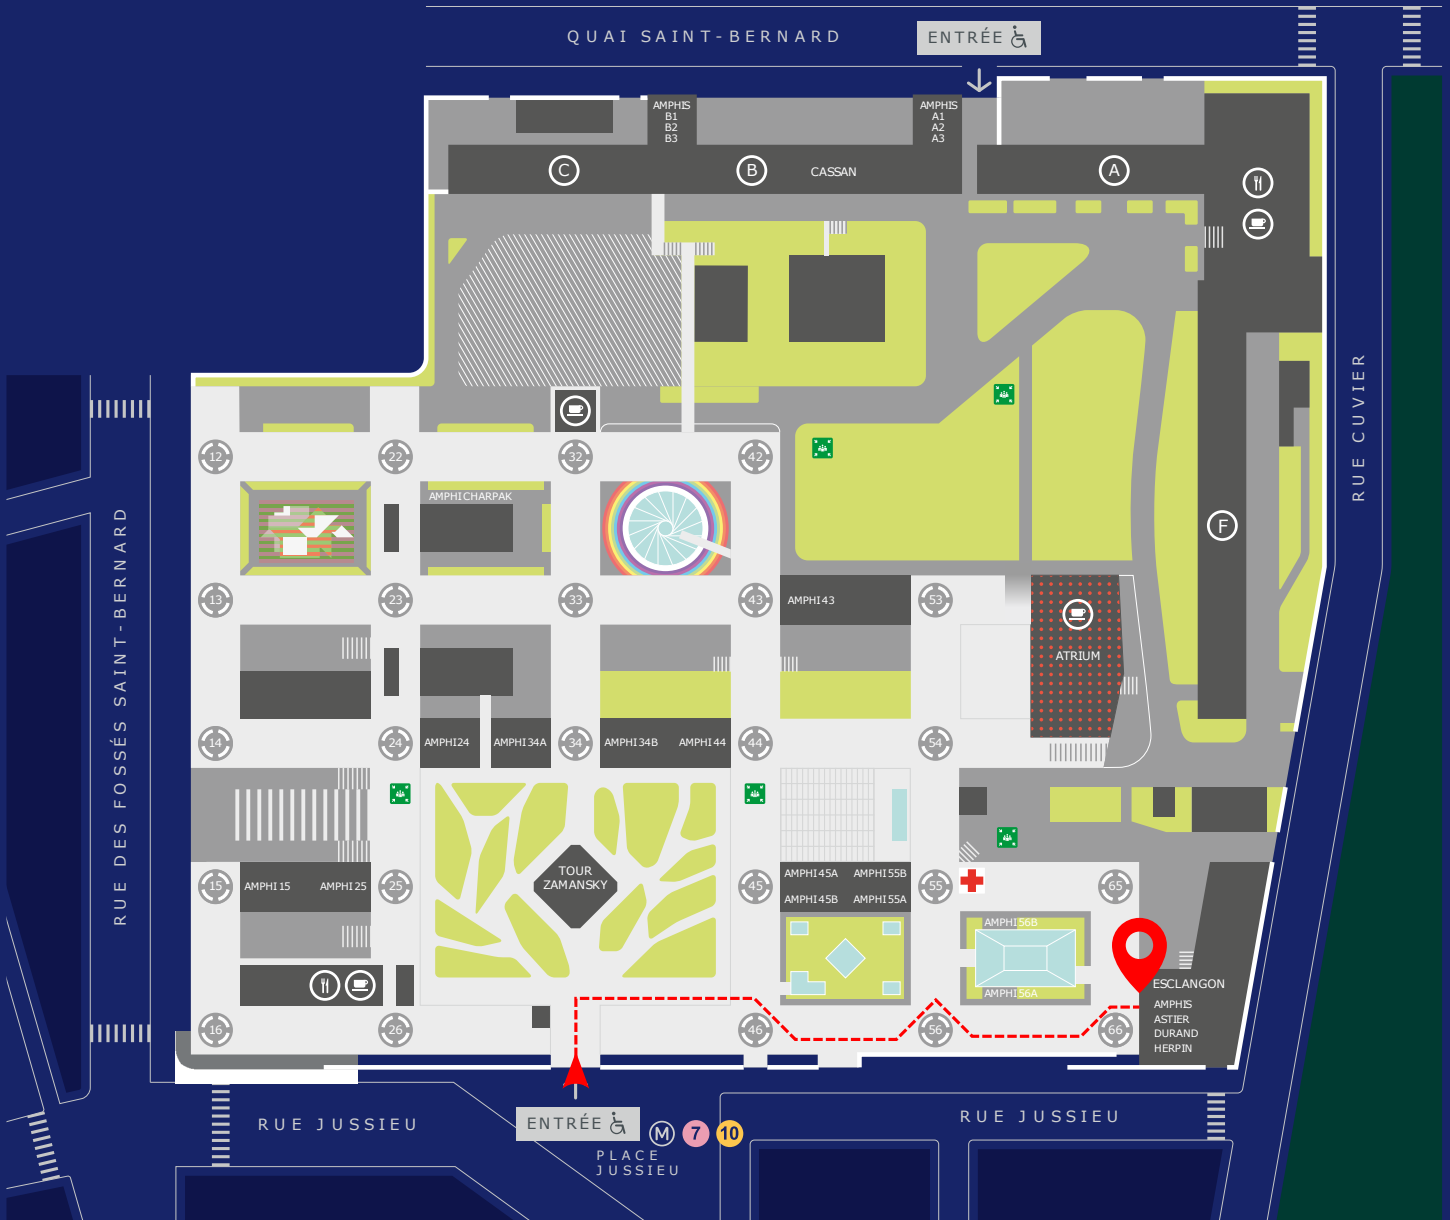 QUAI SAINT-BERNARD
ENTRÉE
AMPHIS
B1
B2
B3
AMPHIS
A1
A2
A3
C
B
CASSAN
A
RUE CUVIER
12
22
32
42
AMPHI CHARPAK
F
RUE DES FOSSÉS SAINT-BERNARD
13
23
33
43
AMPHI 43
53
ATRIUM
14
24
AMPHI 24
AMPHI 34A
34
AMPHI 34B
AMPHI 44
44
54
TOUR
ZAMANSKY
15
AMPHI 15
AMPHI 25
25
45
AMPHI 45A
AMPHI 55B
AMPHI 45B
AMPHI 55A
55
65
AMPHI 56B
AMPHI 56A
ESCLANGON
AMPHIS
ASTIER
DURAND
HERPIN
16
26
46
56
66
RUE JUSSIEU
ENTRÉE
M
7
10
PLACE
JUSSIEU
RUE JUSSIEU